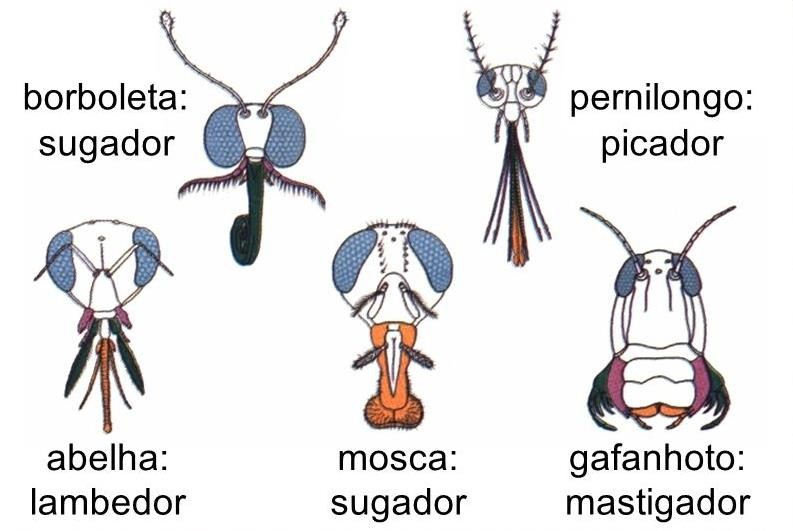 borboleta:
sugador
pernilongo:
picador
abelha:
lambedor
mosca:
sugador
gafanhoto:
mastigador